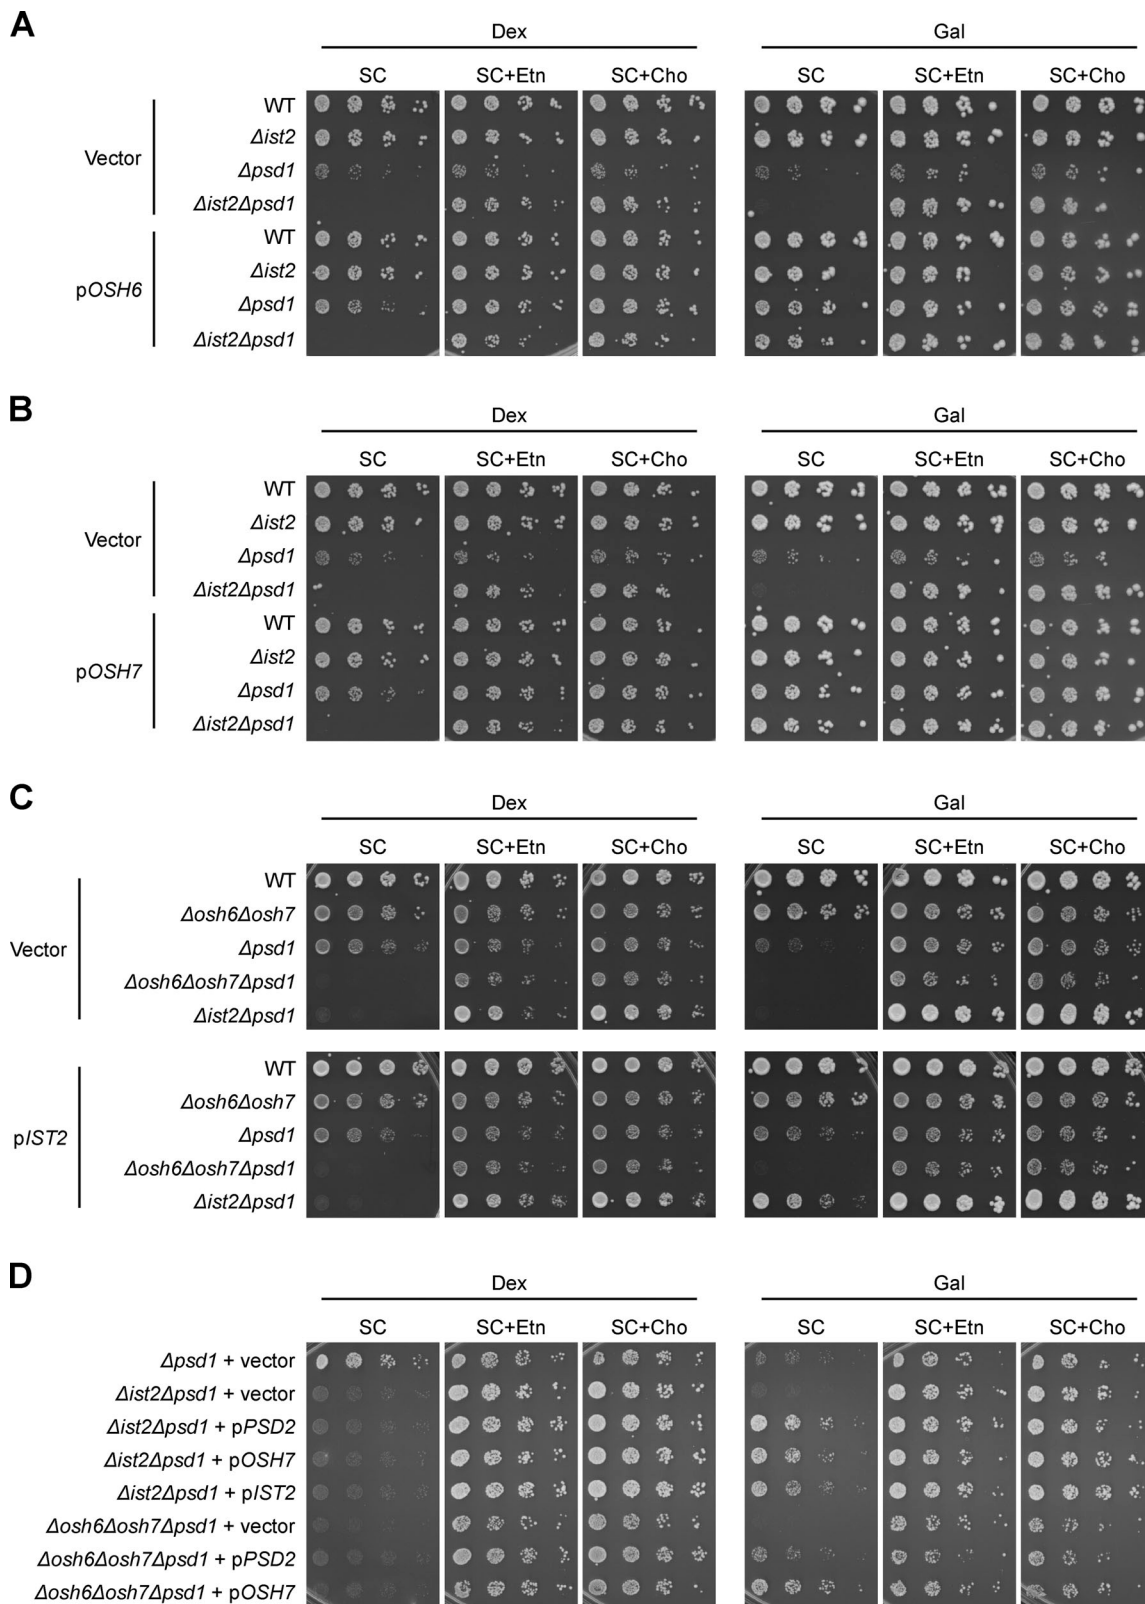 A
Dex Gal
SC SC+Etn SC+Cho SC SC+Etn SC+Cho
Vector
WT
Δist2
Δpsd1
Δist2Δpsd1
pOSH6
WT
Δist2
Δpsd1
Δist2Δpsd1
B
Dex Gal
SC SC+Etn SC+Cho SC SC+Etn SC+Cho
Vector
WT
Δist2
Δpsd1
Δist2Δpsd1
pOSH7
WT
Δist2
Δpsd1
Δist2Δpsd1
C
Dex Gal
SC SC+Etn SC+Cho SC SC+Etn SC+Cho
Vector
WT
Δosh6Δosh7
Δpsd1
Δosh6Δosh7Δpsd1
Δist2Δpsd1
pIST2
WT
Δosh6Δosh7
Δpsd1
Δosh6Δosh7Δpsd1
Δist2Δpsd1
D
Dex Gal
SC SC+Etn SC+Cho SC SC+Etn SC+Cho
Δpsd1 + vector
Δist2Δpsd1 + vector
Δist2Δpsd1 + pPSD2
Δist2Δpsd1 + pOSH7
Δist2Δpsd1 + pIST2
Δosh6Δosh7Δpsd1 + vector
Δosh6Δosh7Δpsd1 + pPSD2
Δosh6Δosh7Δpsd1 + pOSH7